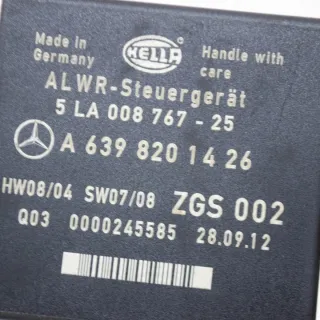 Made in Germany
HELLA
Handle with care
ALWR-Steuergerät
5 LA 008 767 - 25
A 639 820 14 26
HW08/04 SW07/08 ZGS 002
Q03 0000245585 28.09.12